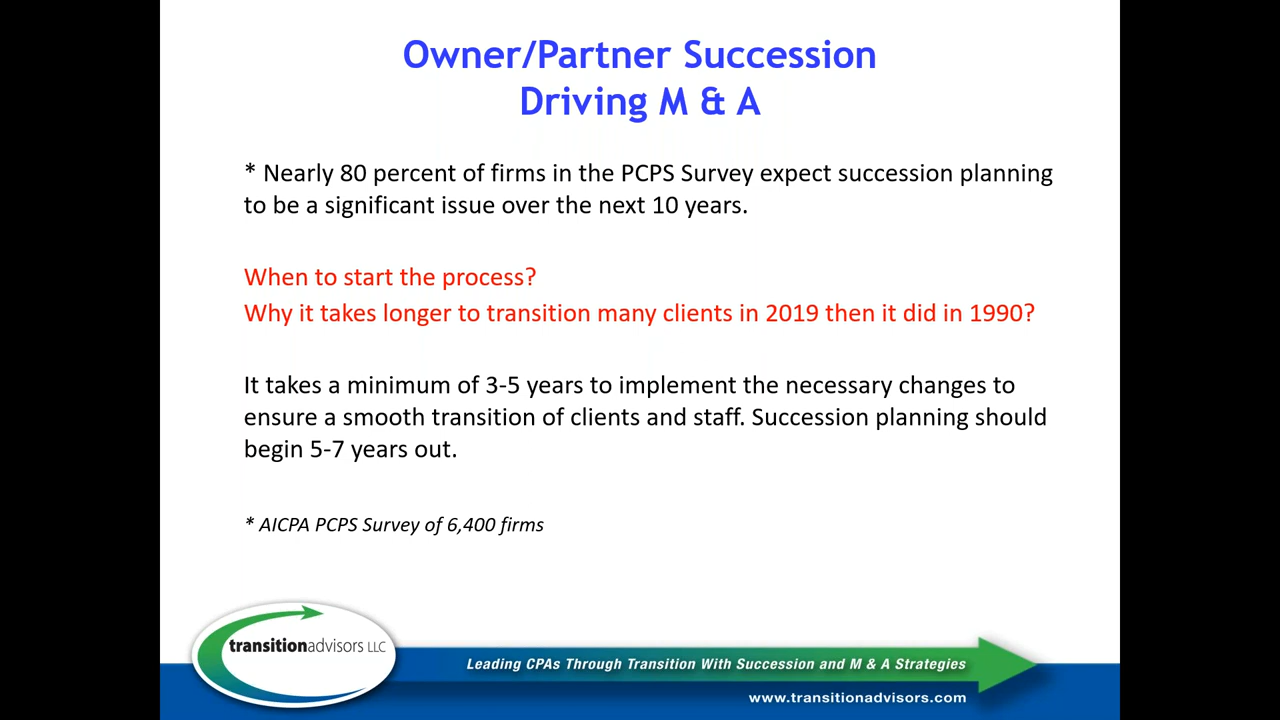 Owner/Partner Succession
Driving M & A
* Nearly 80 percent of firms in the PCPS Survey expect succession planning
to be a significant issue over the next 10 years.
When to start the process?
Why it takes longer to transition many clients in 2019 then it did in 1990?
It takes a minimum of 3-5 years to implement the necessary changes to
ensure a smooth transition of clients and staff. Succession planning should
begin 5-7 years out.
* AICPA PCPS Survey of 6,400 firms
transitionadvisors LLC
Leading CPAs Through Transition With Succession and M & A Strategies
www.transitionadvisors.com